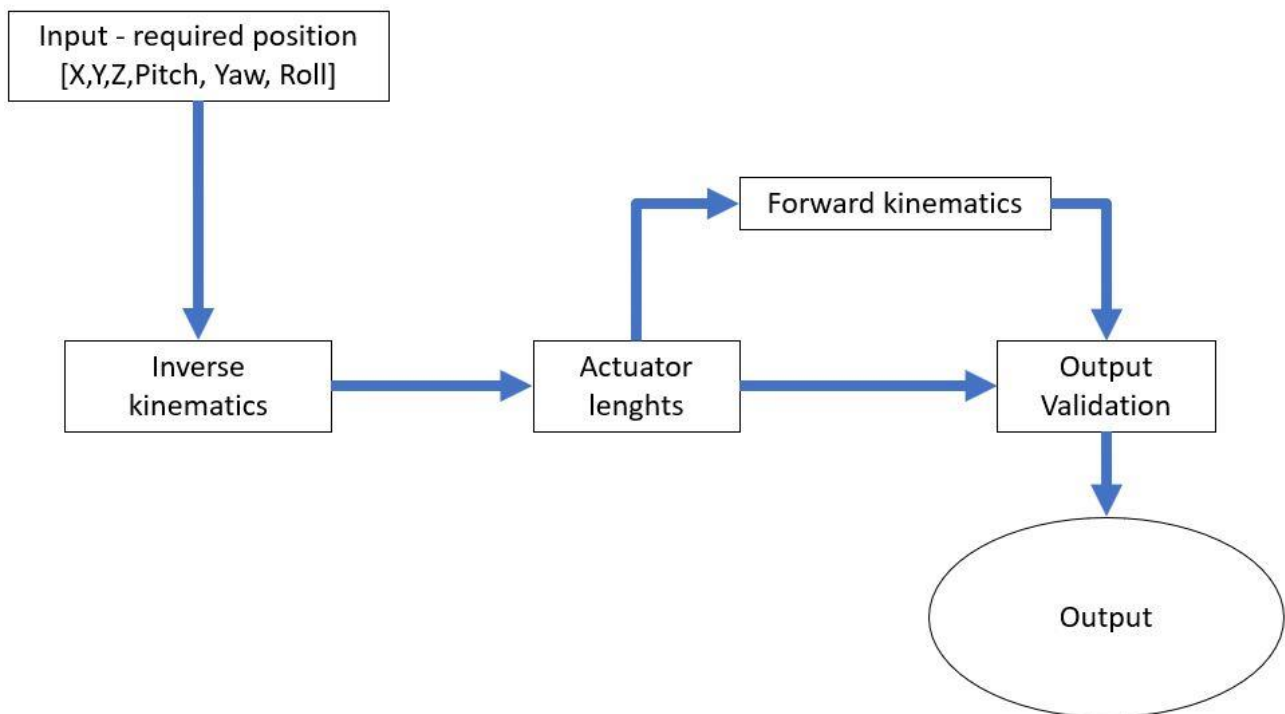 Input - required position
[X,Y,Z,Pitch, Yaw, Roll]
Forward kinematics
Inverse
kinematics
Actuator
lenghts
Output
Validation
Output